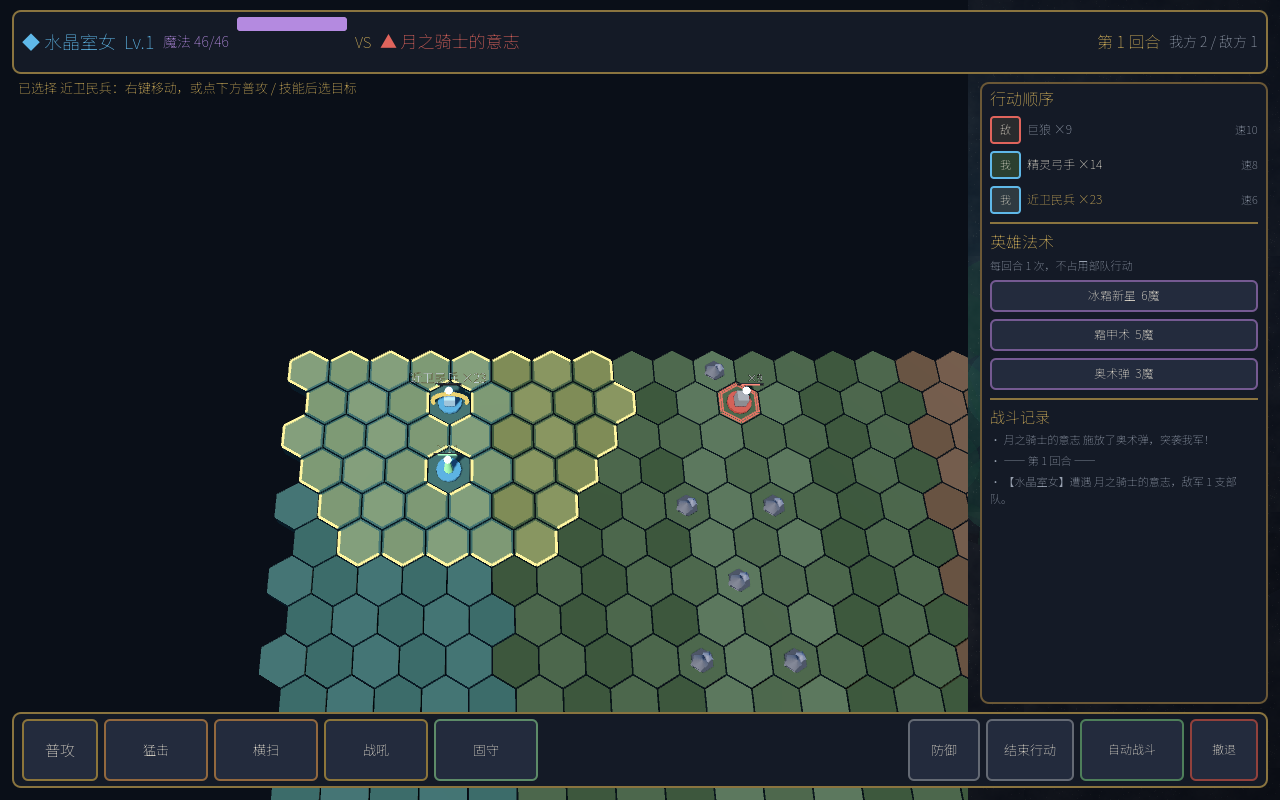 水晶室女 Lv.1 魔法 46/46 VS 月之骑士的意志 第 1 回合 我方 2 / 敌方 1
已选择 近卫民兵：右键移动，或点下方普攻 / 技能后选目标
行动顺序
敌 巨狼 ×9 速10
我 精灵弓手 ×14 速8
我 近卫民兵 ×23 速6
英雄法术
每回合 1 次，不占用部队行动
冰霜新星 6魔
霜甲术 5魔
奥术弹 3魔
战斗记录
· 月之骑士的意志 施放了奥术弹，突袭我军！
· —— 第 1 回合 ——
· 【水晶室女】遭遇 月之骑士的意志，敌军 1 支部
队。
普攻 猛击 横扫 战吼 固守 防御 结束行动 自动战斗 撤退